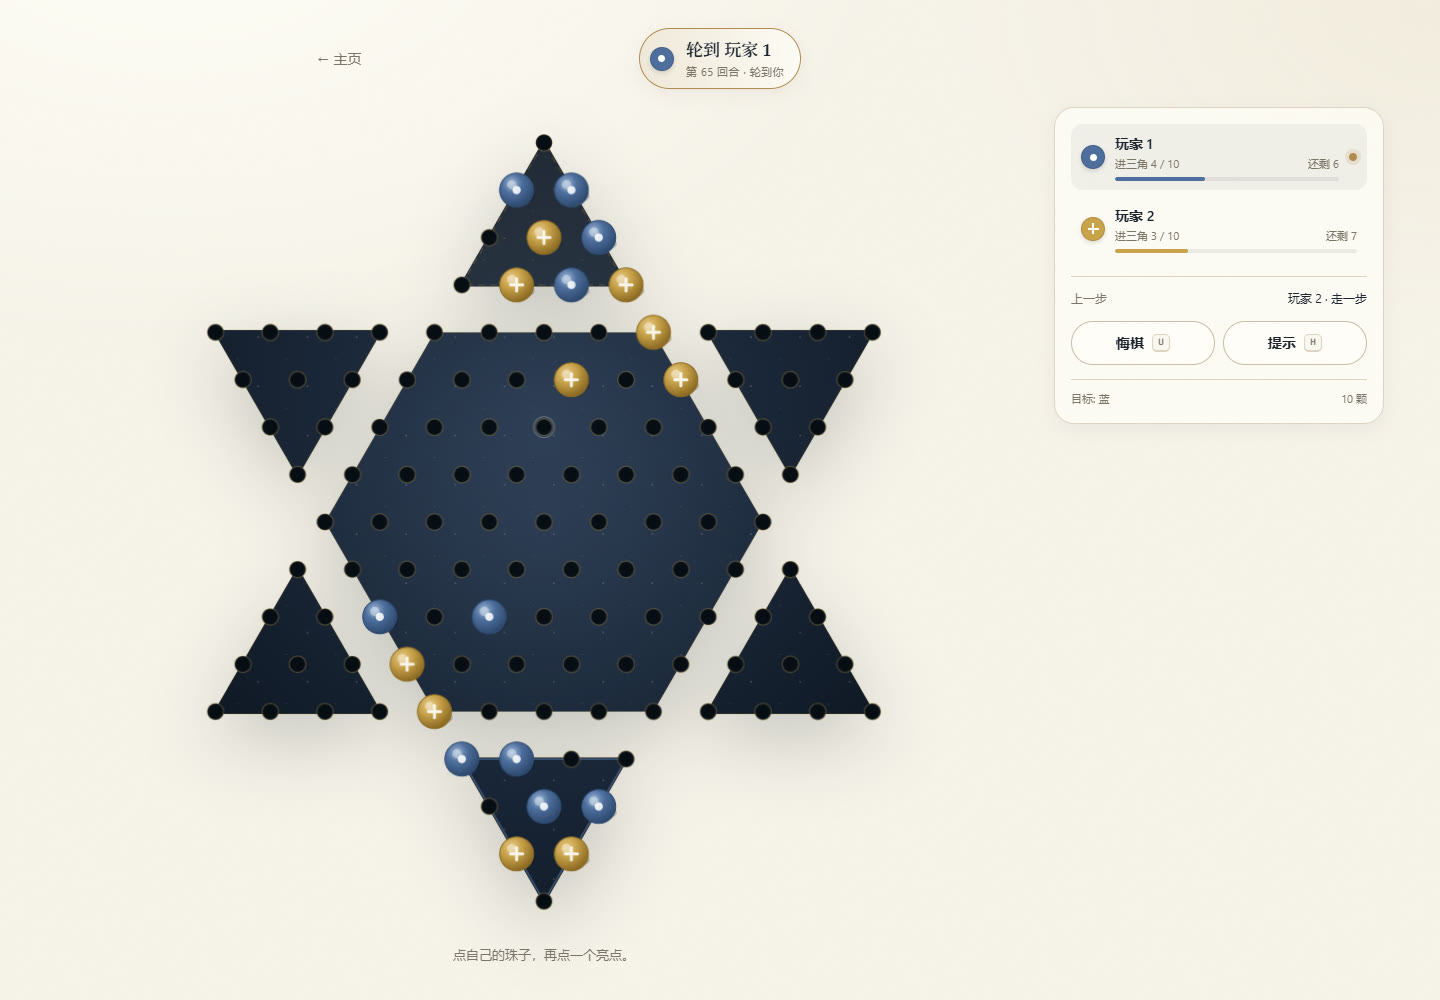 ← 主页
轮到 玩家 1
第 65 回合 · 轮到你
玩家 1
进三角 4 / 10 还剩 6
玩家 2
进三角 3 / 10 还剩 7
上一步 玩家 2 · 走一步
悔棋 U 提示 H
目标: 蓝 10 颗
点自己的珠子，再点一个亮点。